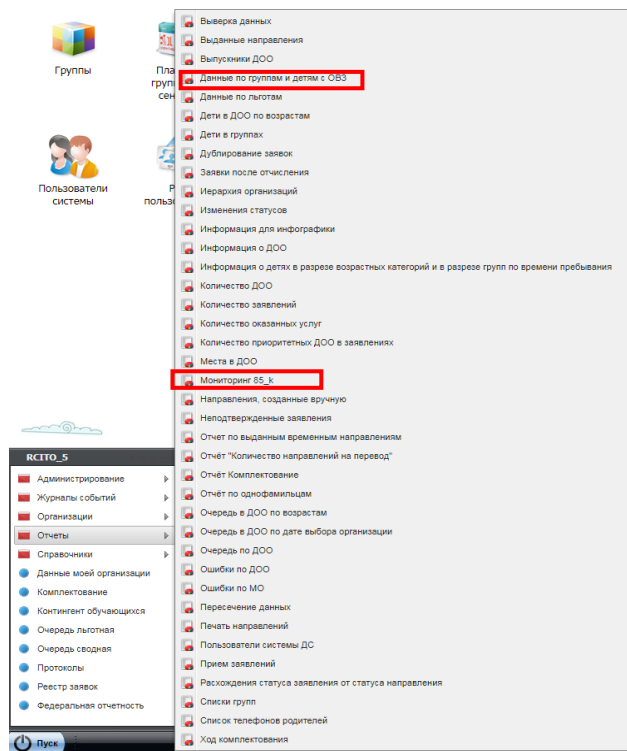 Группы
Пла
груп
сен
Пользователи
системы
Р
польз
RCITO_5
Администрирование
Журналы событий
Организации
Отчеты
Справочники
Данные моей организации
Комплектование
Контингент обучающихся
Очередь льготная
Очередь сводная
Протоколы
Реестр заявок
Федеральная отчетность
Пуск
Выверка данных
Выданные направления
Выпускники ДОО
Данные по группам и детям с ОВЗ
Данные по льготам
Дети в ДОО по возрастам
Дети в группах
Дублирование заявок
Заявки после отчисления
Иерархия организаций
Изменения статусов
Информация для инфографики
Информация о ДОО
Информация о детях в разрезе возрастных категорий и в разрезе групп по времени пребывания
Количество ДОО
Количество заявлений
Количество оказанных услуг
Количество приоритетных ДОО в заявлениях
Места в ДОО
Мониторинг 85_k
Направления, созданные вручную
Неподтвержденные заявления
Отчет по выданным временным направлениям
Отчёт "Количество направлений на перевод"
Отчёт Комплектование
Отчёт по однофамильцам
Очередь в ДОО по возрастам
Очередь в ДОО по дате выбора организации
Очередь по ДОО
Ошибки по ДОО
Ошибки по МО
Пересечение данных
Печать направлений
Пользователи системы ДС
Прием заявлений
Расхождения статуса заявления от статуса направления
Списки групп
Список телефонов родителей
Ход комплектования